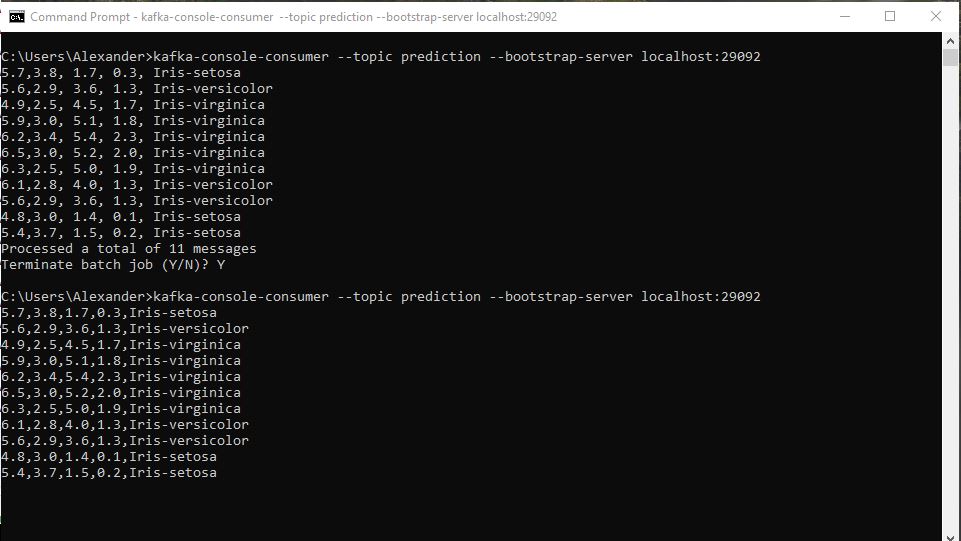 Command Prompt - kafka-console-consumer --topic prediction --bootstrap-server localhost:29092
C:\Users\Alexander>kafka-console-consumer --topic prediction --bootstrap-server localhost:29092
5.7,3.8, 1.7, 0.3, Iris-setosa
5.6,2.9, 3.6, 1.3, Iris-versicolor
4.9,2.5, 4.5, 1.7, Iris-virginica
5.9,3.0, 5.1, 1.8, Iris-virginica
6.2,3.4, 5.4, 2.3, Iris-virginica
6.5,3.0, 5.2, 2.0, Iris-virginica
6.3,2.5, 5.0, 1.9, Iris-virginica
6.1,2.8, 4.0, 1.3, Iris-versicolor
5.6,2.9, 3.6, 1.3, Iris-versicolor
4.8,3.0, 1.4, 0.1, Iris-setosa
5.4,3.7, 1.5, 0.2, Iris-setosa
Processed a total of 11 messages
Terminate batch job (Y/N)? Y
C:\Users\Alexander>kafka-console-consumer --topic prediction --bootstrap-server localhost:29092
5.7,3.8,1.7,0.3,Iris-setosa
5.6,2.9,3.6,1.3,Iris-versicolor
4.9,2.5,4.5,1.7,Iris-virginica
5.9,3.0,5.1,1.8,Iris-virginica
6.2,3.4,5.4,2.3,Iris-virginica
6.5,3.0,5.2,2.0,Iris-virginica
6.3,2.5,5.0,1.9,Iris-virginica
6.1,2.8,4.0,1.3,Iris-versicolor
5.6,2.9,3.6,1.3,Iris-versicolor
4.8,3.0,1.4,0.1,Iris-setosa
5.4,3.7,1.5,0.2,Iris-setosa